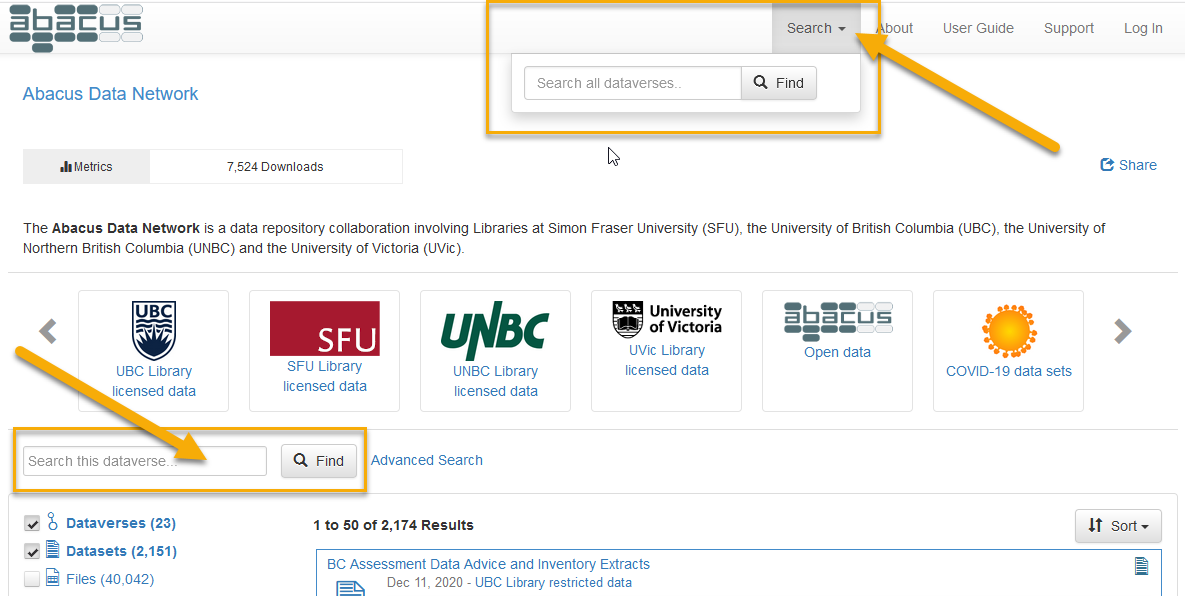 abacus
Search About User Guide Support Log In
Search all dataverses.. Find
Abacus Data Network
Metrics 7,524 Downloads
Share
The Abacus Data Network is a data repository collaboration involving Libraries at Simon Fraser University (SFU), the University of British Columbia (UBC), the University of
Northern British Columbia (UNBC) and the University of Victoria (UVic).
UBC
UBC Library
licensed data
SFU
SFU Library
licensed data
UNBC
UNBC Library
licensed data
University
of Victoria
UVic Library
licensed data
abacus
Open data
COVID-19 data sets
Search this dataverse... Find Advanced Search
Dataverses (23)
Datasets (2,151)
Files (40,042)
1 to 50 of 2,174 Results
Sort
BC Assessment Data Advice and Inventory Extracts
Dec 11, 2020 - UBC Library restricted data